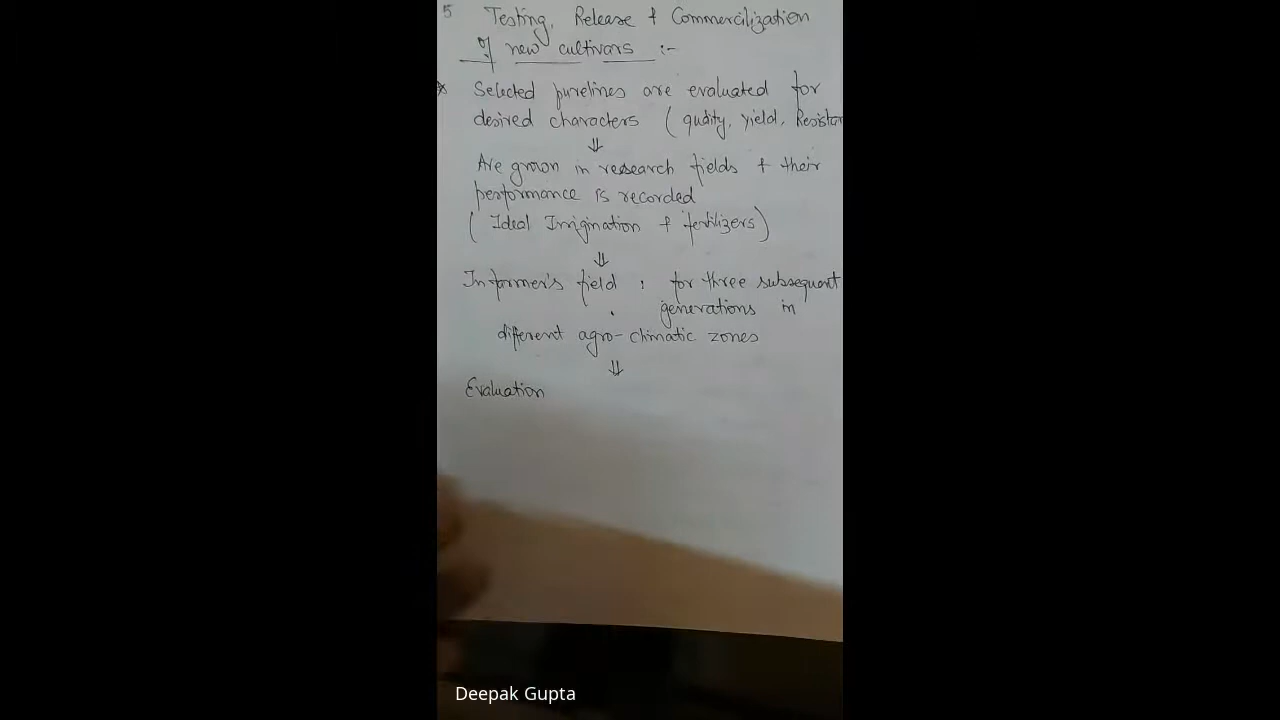 5 Testing, Release + Commercilization
of new cultivars :-
* Selected purelines are evaluated for
desired characters ( quality, yield, Resistan
⇓
Are grown in research fields + their
performance is recorded
( Ideal Irrigination + fertilizers )
⇓
In farmer's field : for three subsequent
generations in
different agro-climatic zones
⇓
Evaluation
Deepak Gupta